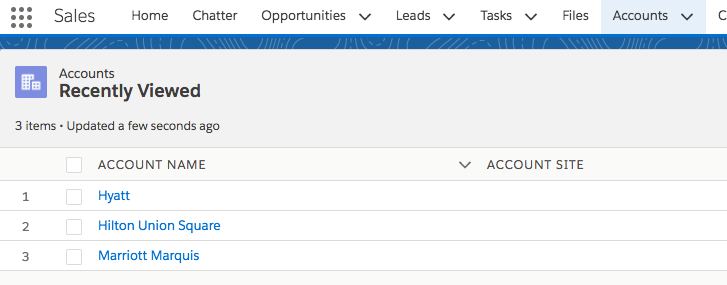 Sales Home Chatter Opportunities Leads Tasks Files Accounts C
Accounts
Recently Viewed
3 items • Updated a few seconds ago
ACCOUNT NAME ACCOUNT SITE
1 Hyatt
2 Hilton Union Square
3 Marriott Marquis